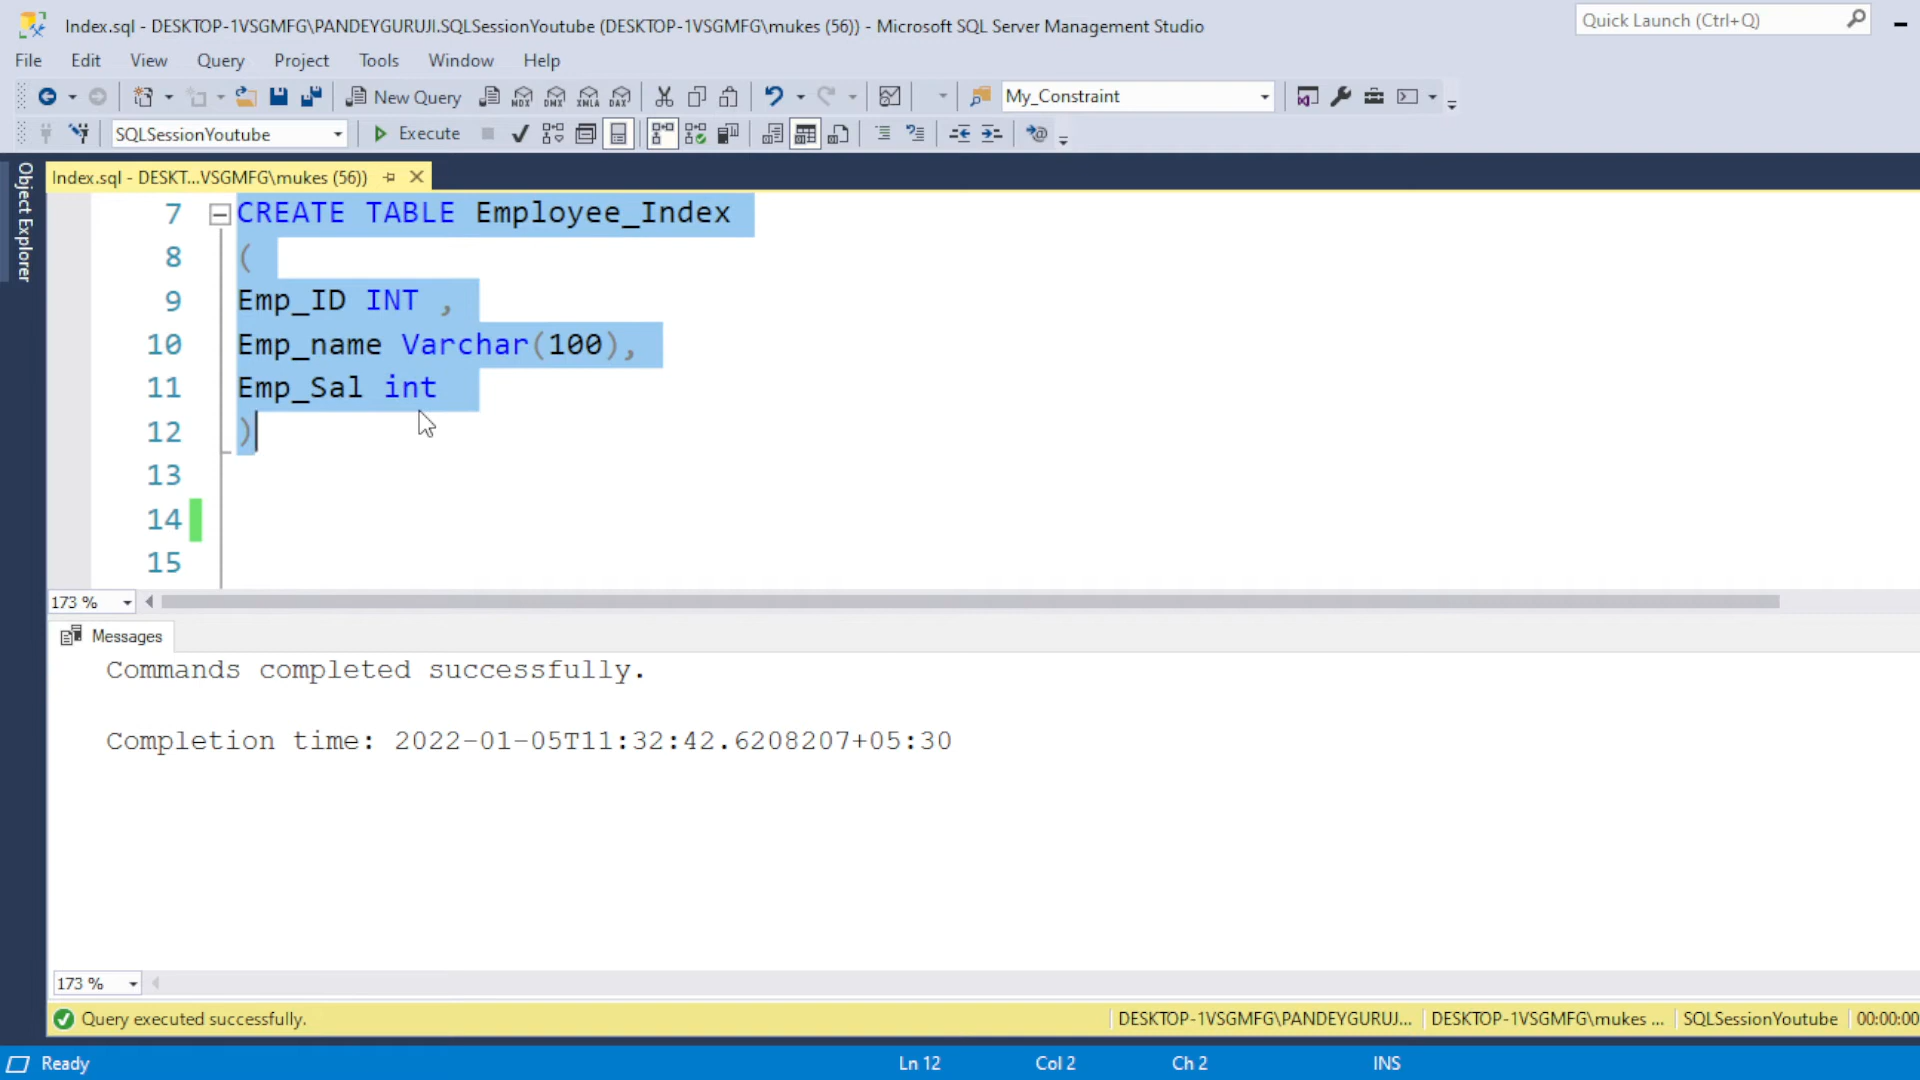 Index.sql - DESKTOP-1VSGMFG\PANDEYGURUJI.SQLSessionYoutube (DESKTOP-1VSGMFG\mukes (56)) - Microsoft SQL Server Management Studio
Quick Launch (Ctrl+Q)
File Edit View Query Project Tools Window Help
New Query MDX DMX XMLA DAX My_Constraint
SQLSessionYoutube Execute
Object Explorer
Index.sql - DESKT...VSGMFG\mukes (56))
7 CREATE TABLE Employee_Index
8 (
9 Emp_ID INT ,
10 Emp_name Varchar(100),
11 Emp_Sal int
12 )
13
14
15
173 %
Messages
Commands completed successfully.
Completion time: 2022-01-05T11:32:42.6208207+05:30
173 %
Query executed successfully. DESKTOP-1VSGMFG\PANDEYGURUJ... DESKTOP-1VSGMFG\mukes ... SQLSessionYoutube 00:00:00
Ready Ln 12 Col 2 Ch 2 INS